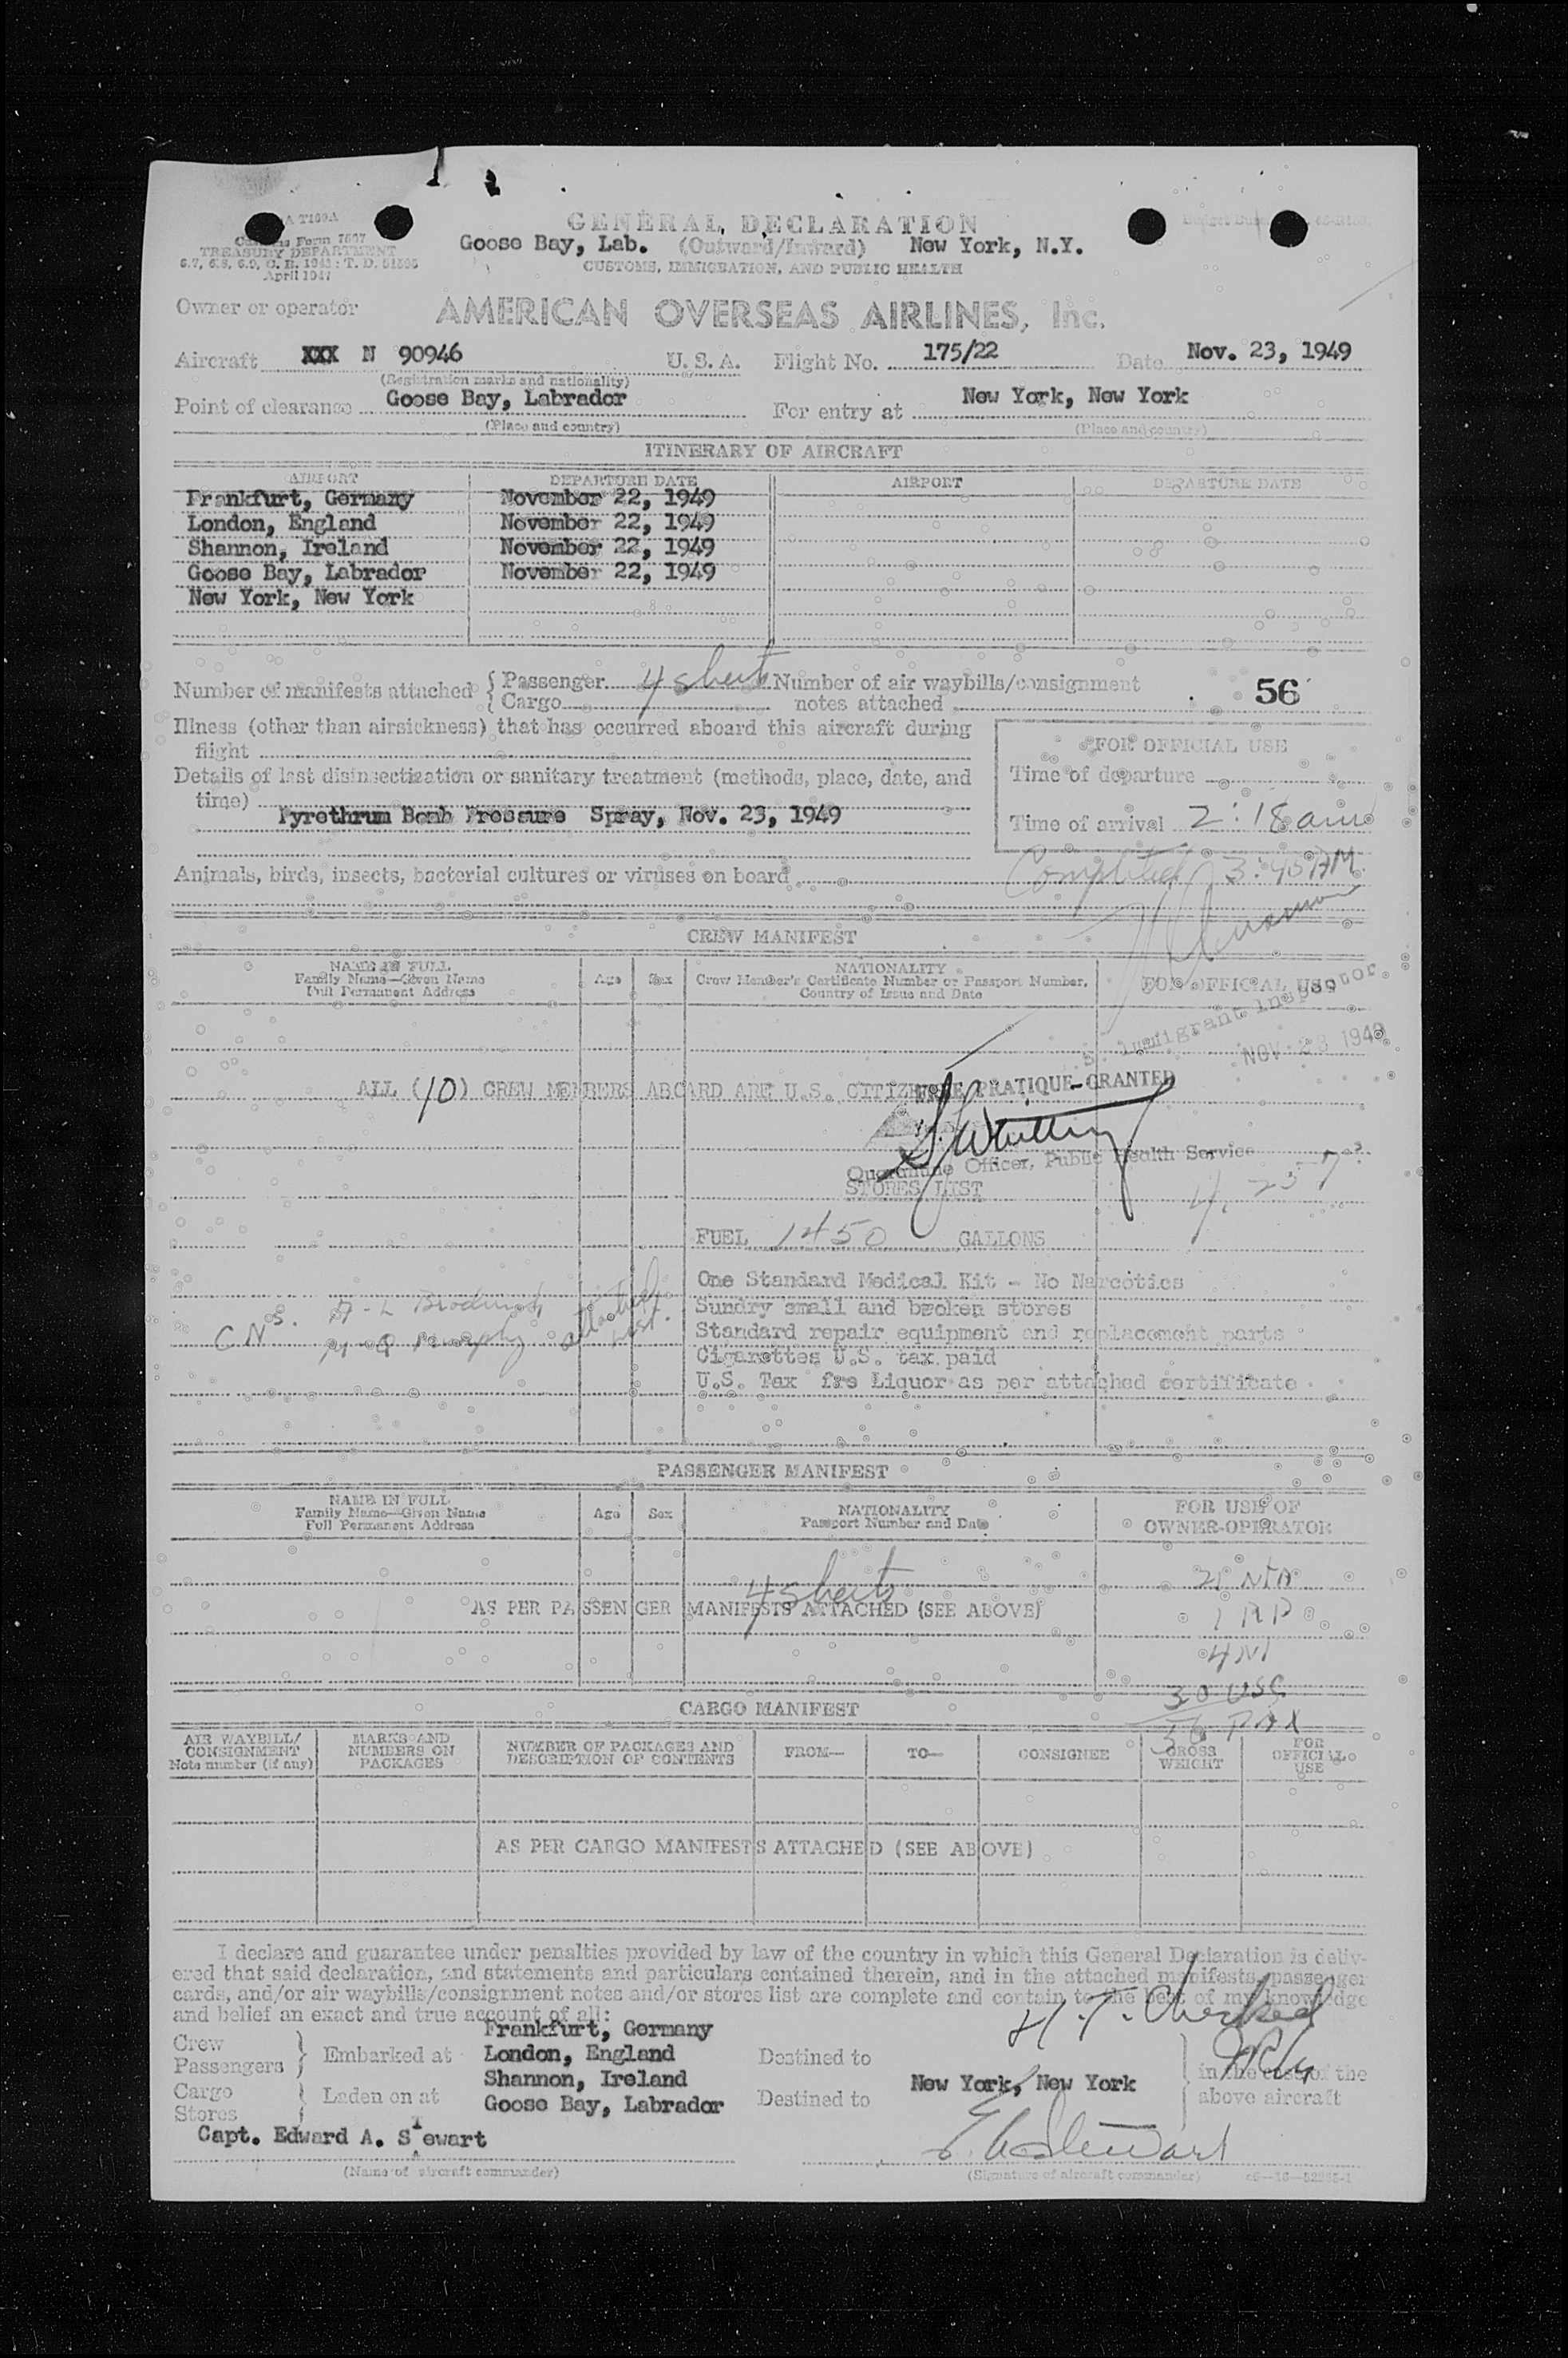 GENERAL DECLARATION
Goose Bay, Lab. (Outward/Inward) New York, N.Y.
CUSTOMS, IMMIGRATION, AND PUBLIC HEALTH
Customs Form 7507
TREASURY DEPARTMENT
April 1947
Owner or operator AMERICAN OVERSEAS AIRLINES, Inc.
Aircraft XXX N 90946 U. S. A. Flight No. 175/22 Date Nov. 23, 1949
(Registration marks and nationality)
Point of clearance Goose Bay, Labrador For entry at New York, New York
(Place and country) (Place and country)
ITINERARY OF AIRCRAFT
AIRPORT DEPARTURE DATE AIRPORT DEPARTURE DATE
Frankfurt, Germany November 22, 1949
London, England November 22, 1949
Shannon, Ireland November 22, 1949
Goose Bay, Labrador November 22, 1949
New York, New York
Number of manifests attached { Passenger 4 sheets Number of air waybills/consignment
Cargo notes attached 56
Illness (other than airsickness) that has occurred aboard this aircraft during
flight
FOR OFFICIAL USE
Details of last disinsectization or sanitary treatment (methods, place, date, and
time)
Time of departure
Pyrethrum Bomb Pressure Spray, Nov. 23, 1949
Time of arrival 2:18 am
Animals, birds, insects, bacterial cultures or viruses on board
Completed 3:45 AM
CREW MANIFEST
NAME IN FULL
Family Name—Given Name
Full Permanent Address
Age Sex
NATIONALITY
Crew Member's Certificate Number or Passport Number,
Country of Issue and Date
FOR OFFICIAL USE
Immigrant Inspector
NOV 23 1949
ALL (10) CREW MEMBERS ABOARD ARE U.S. CITIZENS
FREE PRATIQUE GRANTED
Quarantine Officer, Public Health Service
STORES LIST
FUEL 1450 GALLONS
One Standard Medical Kit - No Narcotics
Sundry small and broken stores
Standard repair equipment and replacement parts
Cigarettes U.S. tax paid
U.S. Tax fre Liquor as per attached certificate
PASSENGER MANIFEST
NAME IN FULL
Family Name—Given Name
Full Permanent Address
Age Sex
NATIONALITY
Passport Number and Date
FOR USE OF
OWNER-OPERATOR
4 sheets
AS PER PASSENGER MANIFESTS ATTACHED (SEE ABOVE)
1 RP
4 NI
30 USC
36 PAX
CARGO MANIFEST
AIR WAYBILL/
CONSIGNMENT
Note number (if any)
MARKS AND
NUMBERS ON
PACKAGES
NUMBER OF PACKAGES AND
DESCRIPTION OF CONTENTS
FROM— TO— CONSIGNEE
GROSS
WEIGHT
FOR
OFFICIAL
USE
AS PER CARGO MANIFESTS ATTACHED (SEE ABOVE)
I declare and guarantee under penalties provided by law of the country in which this General Declaration is deliv-
ered that said declaration, and statements and particulars contained therein, and in the attached manifests, passenger
cards, and/or air waybills/consignment notes and/or stores list are complete and contain to the best of my knowledge
and belief an exact and true account of all:
H.T. Checked
Crew
Passengers } Embarked at
Cargo
Stores } Laden on at
Frankfurt, Germany
London, England
Shannon, Ireland
Goose Bay, Labrador
Destined to
Destined to
New York, New York
in the case of the
above aircraft
Capt. Edward A. Stewart
E A Stewart
(Name of aircraft commander) (Signature of aircraft commander)